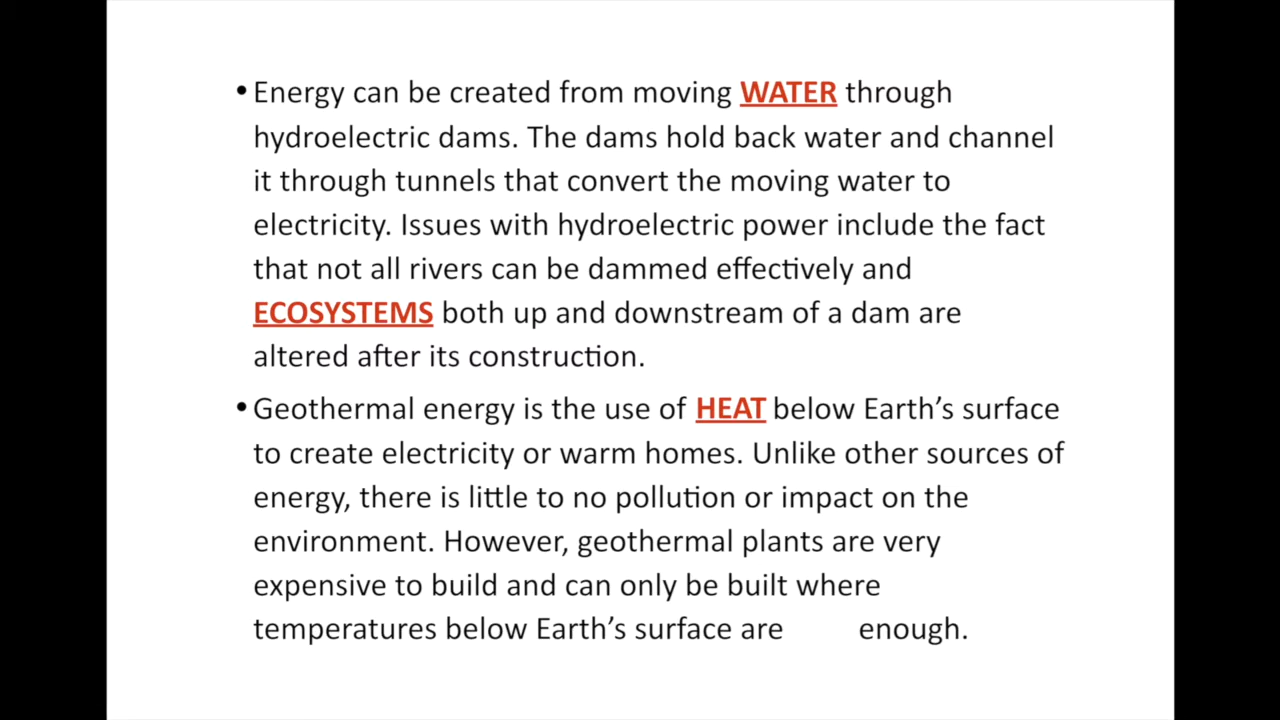 • Energy can be created from moving WATER through
hydroelectric dams. The dams hold back water and channel
it through tunnels that convert the moving water to
electricity. Issues with hydroelectric power include the fact
that not all rivers can be dammed effectively and
ECOSYSTEMS both up and downstream of a dam are
altered after its construction.
• Geothermal energy is the use of HEAT below Earth’s surface
to create electricity or warm homes. Unlike other sources of
energy, there is little to no pollution or impact on the
environment. However, geothermal plants are very
expensive to build and can only be built where
temperatures below Earth’s surface are enough.